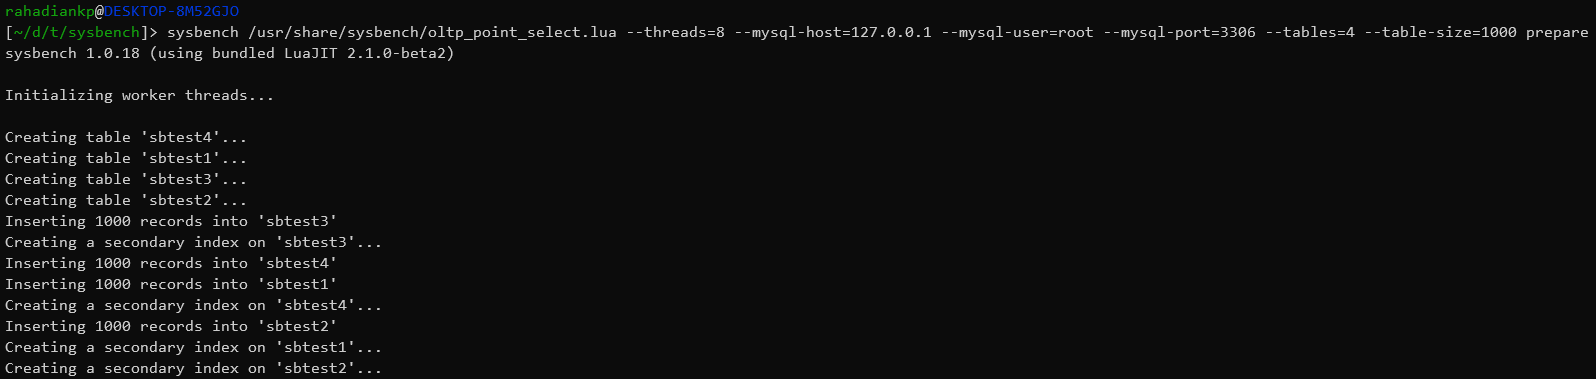 rahadiankp@DESKTOP-8M52GJO
[~/d/t/sysbench]> sysbench /usr/share/sysbench/oltp_point_select.lua --threads=8 --mysql-host=127.0.0.1 --mysql-user=root --mysql-port=3306 --tables=4 --table-size=1000 prepare
sysbench 1.0.18 (using bundled LuaJIT 2.1.0-beta2)
Initializing worker threads...
Creating table 'sbtest4'...
Creating table 'sbtest1'...
Creating table 'sbtest3'...
Creating table 'sbtest2'...
Inserting 1000 records into 'sbtest3'
Creating a secondary index on 'sbtest3'...
Inserting 1000 records into 'sbtest4'
Inserting 1000 records into 'sbtest1'
Creating a secondary index on 'sbtest4'...
Inserting 1000 records into 'sbtest2'
Creating a secondary index on 'sbtest1'...
Creating a secondary index on 'sbtest2'...